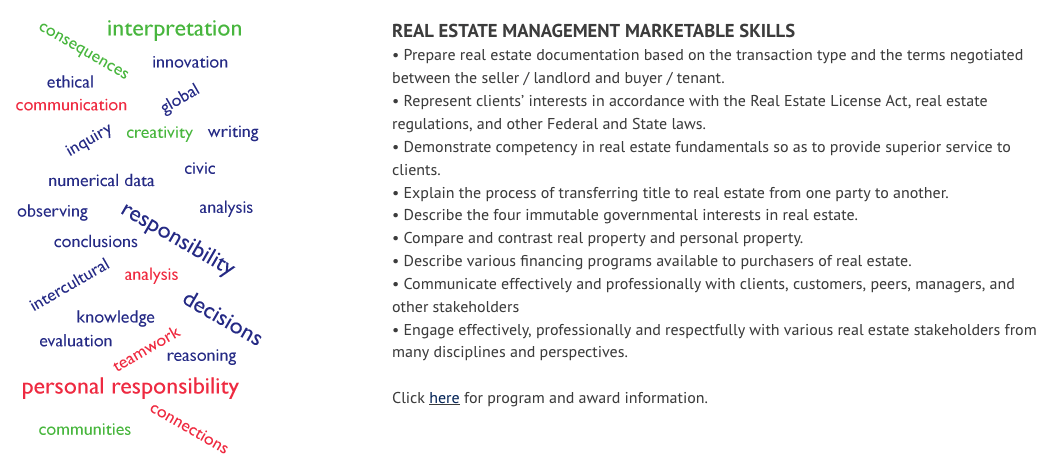 interpretation
consequences
innovation
ethical
global
communication
inquiry
creativity
writing
civic
numerical data
observing
responsibility
analysis
conclusions
intercultural
analysis
decisions
knowledge
evaluation
teamwork
reasoning
personal responsibility
connections
communities
REAL ESTATE MANAGEMENT MARKETABLE SKILLS
• Prepare real estate documentation based on the transaction type and the terms negotiated
between the seller / landlord and buyer / tenant.
• Represent clients’ interests in accordance with the Real Estate License Act, real estate
regulations, and other Federal and State laws.
• Demonstrate competency in real estate fundamentals so as to provide superior service to
clients.
• Explain the process of transferring title to real estate from one party to another.
• Describe the four immutable governmental interests in real estate.
• Compare and contrast real property and personal property.
• Describe various financing programs available to purchasers of real estate.
• Communicate effectively and professionally with clients, customers, peers, managers, and
other stakeholders
• Engage effectively, professionally and respectfully with various real estate stakeholders from
many disciplines and perspectives.
Click here for program and award information.